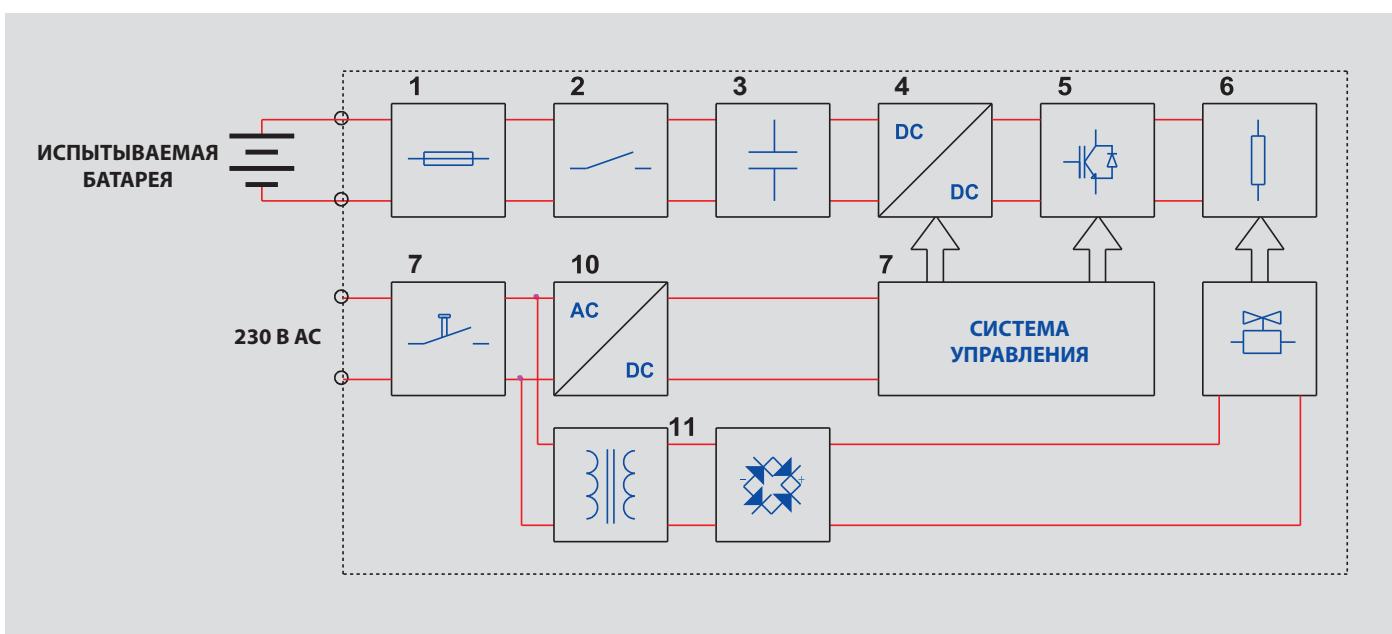 1 2 3 4 5 6
DC
DC
ИСПЫТЫВАЕМАЯ
БАТАРЕЯ
7 10 7
AC
DC
230 В AC
СИСТЕМА
УПРАВЛЕНИЯ
11
- +